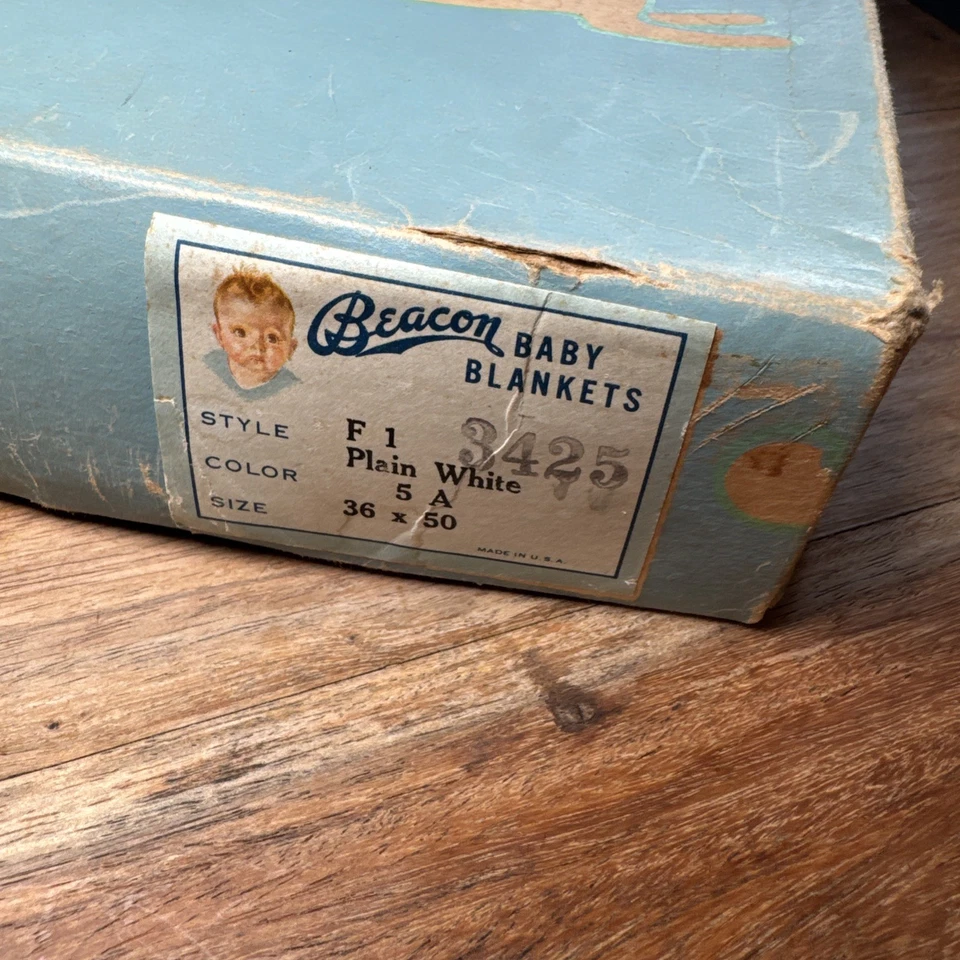 Beacon BABY
BLANKETS
STYLE F 1 3425
COLOR Plain White
5 A
SIZE 36 x 50
MADE IN U.S.A.